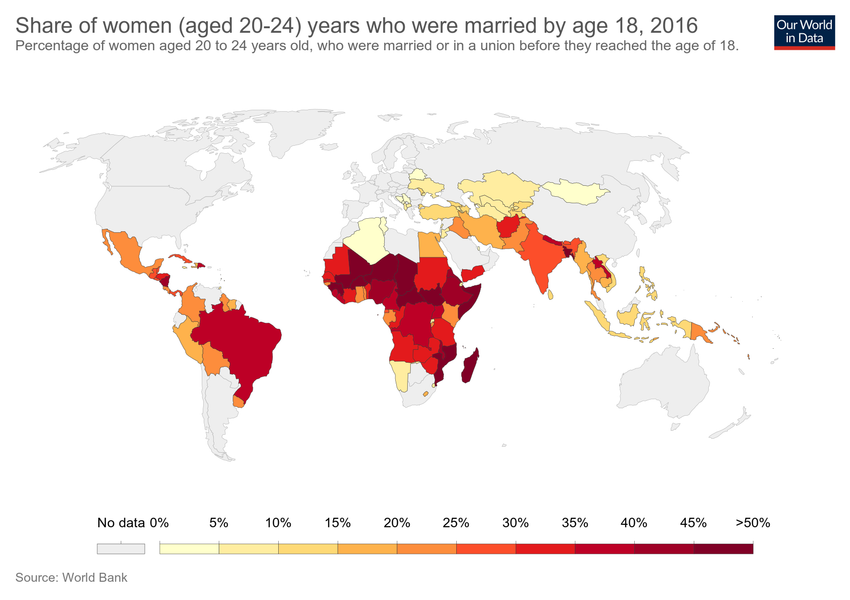 Share of women (aged 20-24) years who were married by age 18, 2016
Percentage of women aged 20 to 24 years old, who were married or in a union before they reached the age of 18.
Our World
in Data
No data 0% 5% 10% 15% 20% 25% 30% 35% 40% 45% >50%
Source: World Bank